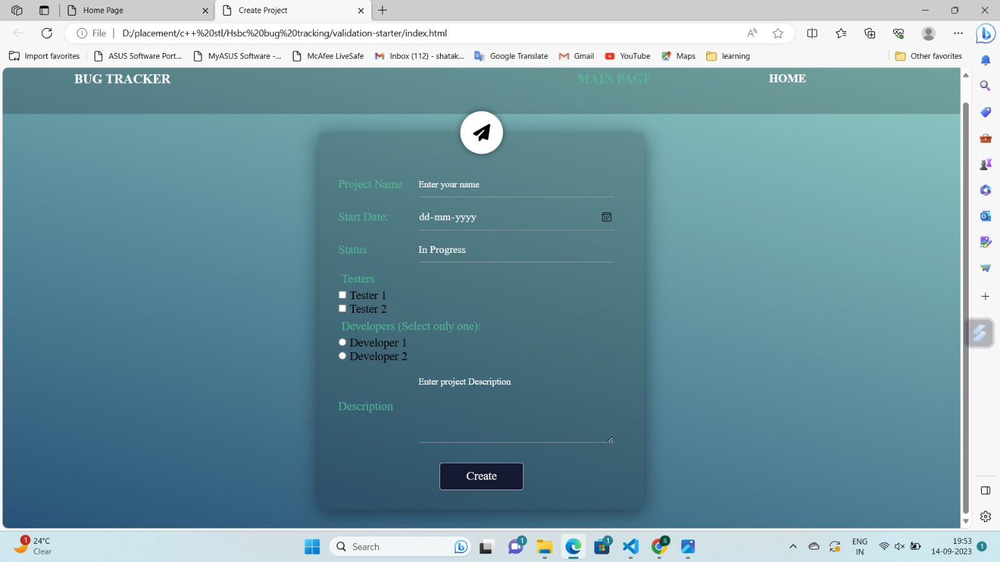 Home Page
Create Project
File
D:/placement/c++%20stl/Hsbc%20bug%20tracking/validation-starter/index.html
Import favorites
ASUS Software Port...
MyASUS Software -...
McAfee LiveSafe
Inbox (112) - shatak...
Google Translate
Gmail
YouTube
Maps
learning
Other favorites
BUG TRACKER
MAIN PAGE
HOME
Project Name
Enter your name
Start Date:
dd-mm-yyyy
Status
In Progress
Testers
Tester 1
Tester 2
Developers (Select only one):
Developer 1
Developer 2
Enter project Description
Description
Create
1
24°C
Clear
Search
1
1
S
ENG
IN
19:53
14-09-2023
1